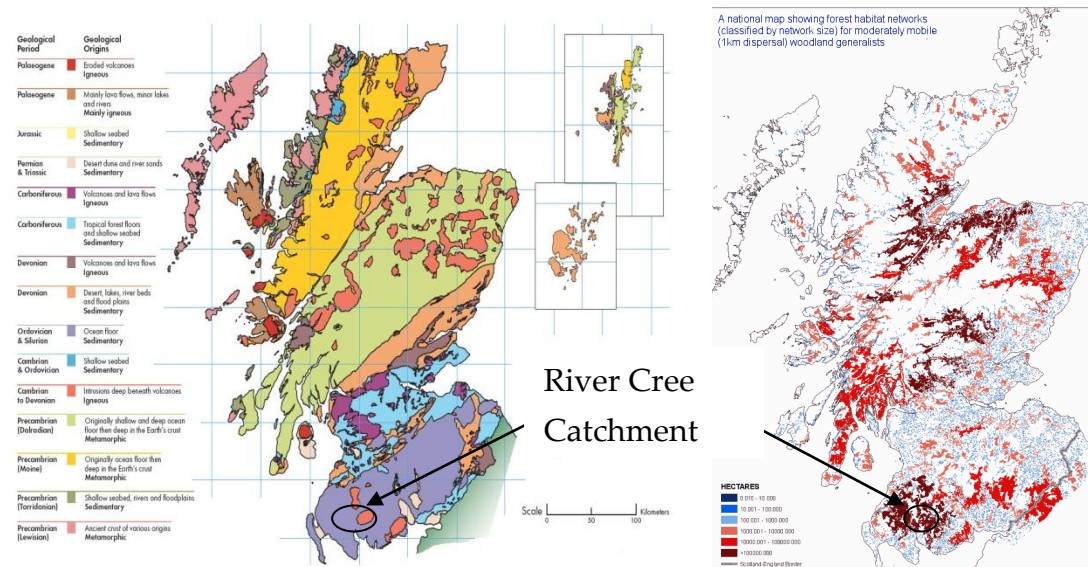 Geological Period
Geological Origins
Palaeogene
Eroded volcanoes
Igneous
Palaeogene
Mainly lava flows, minor lakes
and rivers
Mainly igneous
Jurassic
Shallow seabed
Sedimentary
Permian
& Triassic
Desert dune and river sands
Sedimentary
Carboniferous
Volcanoes and lava flows
Igneous
Carboniferous
Tropical forest floors
and shallow seabed
Sedimentary
Devonian
Volcanoes and lava flows
Igneous
Devonian
Desert, lakes, river beds
and flood plains
Sedimentary
Ordovician
& Silurian
Ocean floor
Sedimentary
Cambrian
& Ordovician
Shallow seabed
Sedimentary
Cambrian
to Devonian
Intrusions deep beneath volcanoes
Igneous
Precambrian
(Dalradian)
Originally shallow and deep ocean
floor then deep in the Earth's crust
Metamorphic
Precambrian
(Moine)
Originally ocean floor then
deep in the Earth's crust
Metamorphic
Precambrian
(Torridonian)
Shallow seabed, rivers and floodplains
Sedimentary
Precambrian
(Lewisian)
Ancient crust of various origins
Metamorphic
River Cree
Catchment
Scale
Kilometers
0 50 100
A national map showing forest habitat networks
(classified by network size) for moderately mobile
(1km dispersal) woodland generalists
HECTARES
0.010 - 10.000
10.001 - 100.000
100.001 - 1000.000
1000.001 - 10000.000
10000.001 - 100000.000
>100000.000
Scotland-England Border